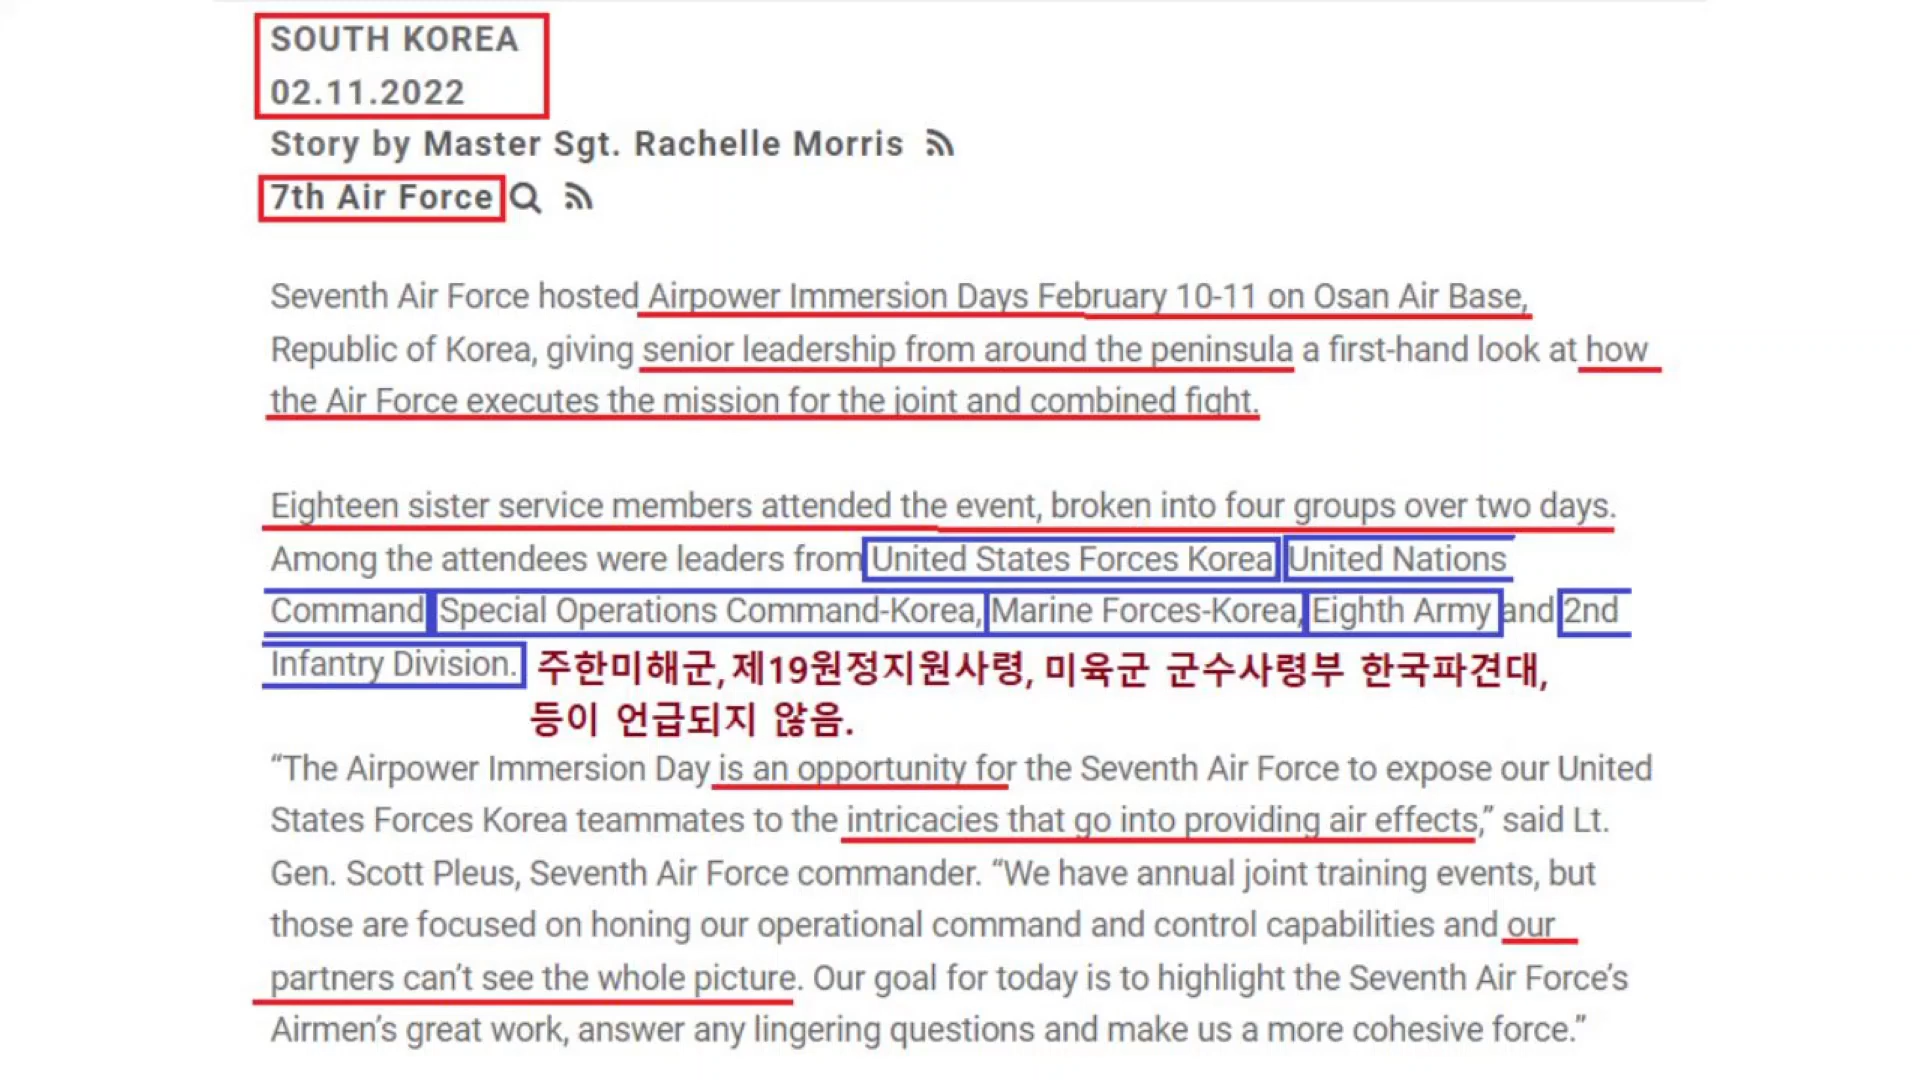 SOUTH KOREA
02.11.2022
Story by Master Sgt. Rachelle Morris
7th Air Force
Seventh Air Force hosted Airpower Immersion Days February 10-11 on Osan Air Base,
Republic of Korea, giving senior leadership from around the peninsula a first-hand look at how
the Air Force executes the mission for the joint and combined fight.
Eighteen sister service members attended the event, broken into four groups over two days.
Among the attendees were leaders from United States Forces Korea United Nations
Command Special Operations Command-Korea, Marine Forces-Korea, Eighth Army and 2nd
Infantry Division. 주한미해군, 제19원정지원사령, 미육군 군수사령부 한국파견대,
등이 언급되지 않음.
“The Airpower Immersion Day is an opportunity for the Seventh Air Force to expose our United
States Forces Korea teammates to the intricacies that go into providing air effects,” said Lt.
Gen. Scott Pleus, Seventh Air Force commander. “We have annual joint training events, but
those are focused on honing our operational command and control capabilities and our
partners can’t see the whole picture. Our goal for today is to highlight the Seventh Air Force’s
Airmen’s great work, answer any lingering questions and make us a more cohesive force.”